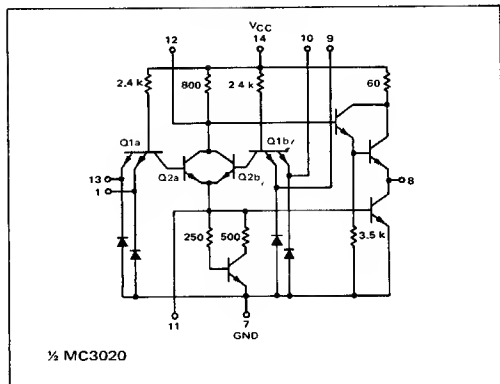 VCC
12 14 10 9
2.4 k 800 2.4 k 60
Q1a Q1b
Q2a Q2b
13
1
8
250 500 3.5 k
11 7
GND
½ MC3020